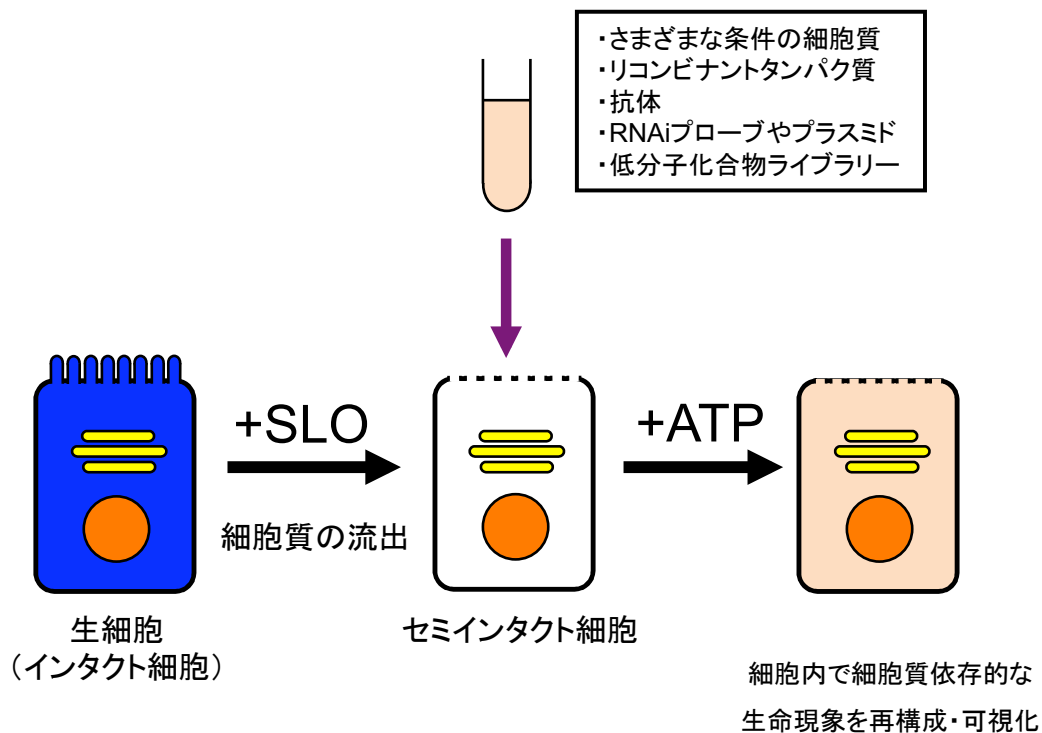 ・さまざまな条件の細胞質
・リコンビナントタンパク質
・抗体
・RNAiプローブやプラスミド
・低分子化合物ライブラリー
+SLO
細胞質の流出
+ATP
生細胞
（インタクト細胞）
セミインタクト細胞
細胞内で細胞質依存的な
生命現象を再構成・可視化